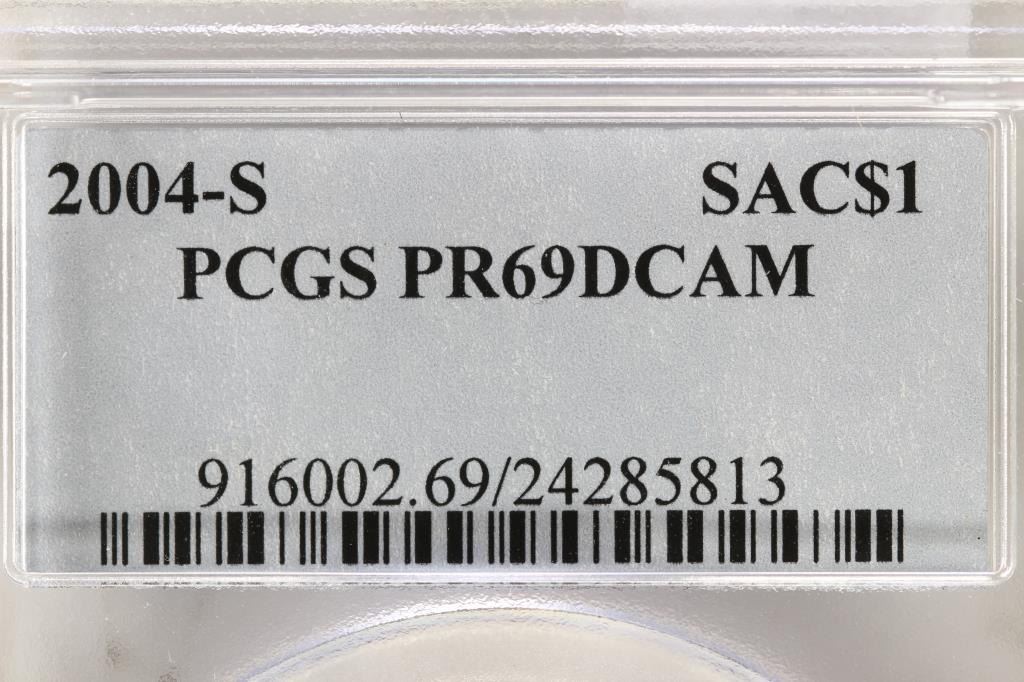 2004-S SAC$1
PCGS PR69DCAM
916002.69/24285813